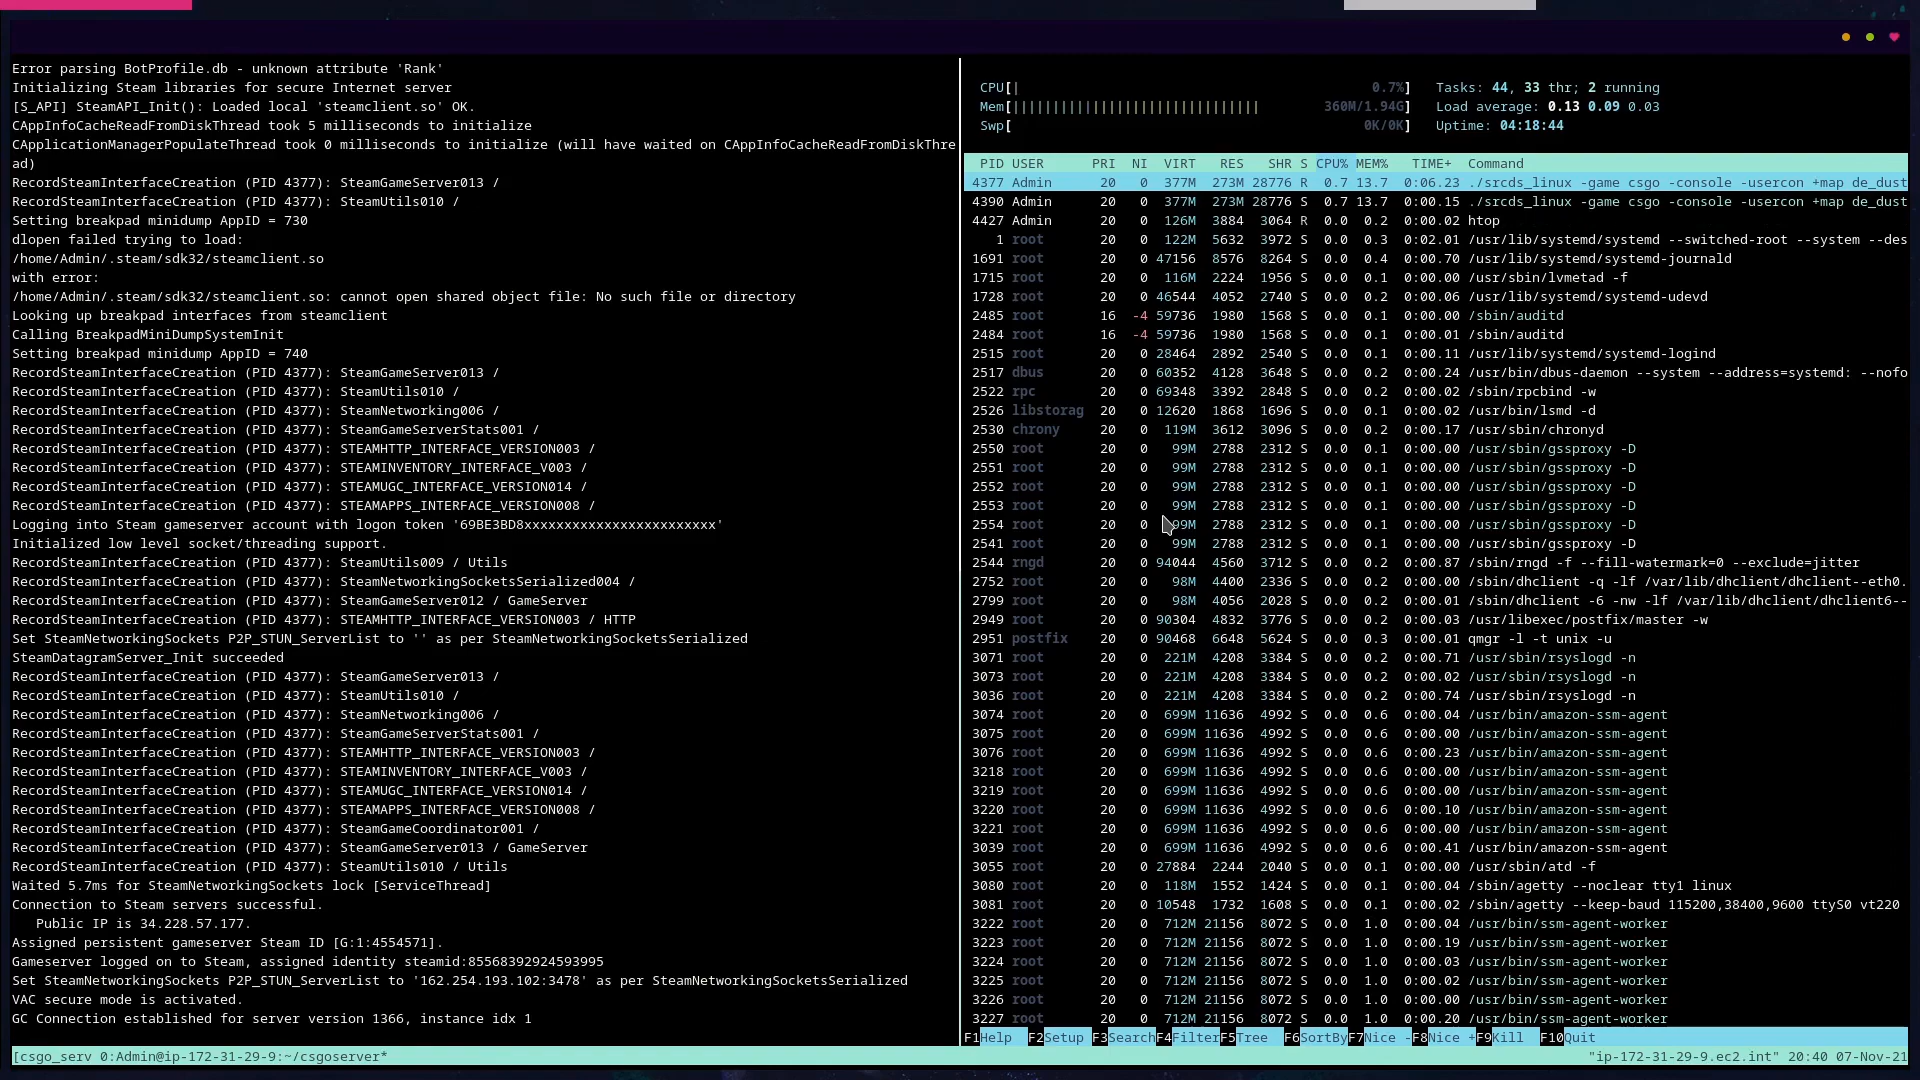 Error parsing BotProfile.db - unknown attribute 'Rank'
Initializing Steam libraries for secure Internet server
[S_API] SteamAPI_Init(): Loaded local 'steamclient.so' OK.
CAppInfoCacheReadFromDiskThread took 5 milliseconds to initialize
CApplicationManagerPopulateThread took 0 milliseconds to initialize (will have waited on CAppInfoCacheReadFromDiskThre
ad)
RecordSteamInterfaceCreation (PID 4377): SteamGameServer013 /
RecordSteamInterfaceCreation (PID 4377): SteamUtils010 /
Setting breakpad minidump AppID = 730
dlopen failed trying to load:
/home/Admin/.steam/sdk32/steamclient.so
with error:
/home/Admin/.steam/sdk32/steamclient.so: cannot open shared object file: No such file or directory
Looking up breakpad interfaces from steamclient
Calling BreakpadMiniDumpSystemInit
Setting breakpad minidump AppID = 740
RecordSteamInterfaceCreation (PID 4377): SteamGameServer013 /
RecordSteamInterfaceCreation (PID 4377): SteamUtils010 /
RecordSteamInterfaceCreation (PID 4377): SteamNetworking006 /
RecordSteamInterfaceCreation (PID 4377): SteamGameServerStats001 /
RecordSteamInterfaceCreation (PID 4377): STEAMHTTP_INTERFACE_VERSION003 /
RecordSteamInterfaceCreation (PID 4377): STEAMINVENTORY_INTERFACE_V003 /
RecordSteamInterfaceCreation (PID 4377): STEAMUGC_INTERFACE_VERSION014 /
RecordSteamInterfaceCreation (PID 4377): STEAMAPPS_INTERFACE_VERSION008 /
Logging into Steam gameserver account with logon token '69BE3BD8xxxxxxxxxxxxxxxxxxxxxxxx'
Initialized low level socket/threading support.
RecordSteamInterfaceCreation (PID 4377): SteamUtils009 / Utils
RecordSteamInterfaceCreation (PID 4377): SteamNetworkingSocketsSerialized004 /
RecordSteamInterfaceCreation (PID 4377): SteamGameServer012 / GameServer
RecordSteamInterfaceCreation (PID 4377): STEAMHTTP_INTERFACE_VERSION003 / HTTP
Set SteamNetworkingSockets P2P_STUN_ServerList to '' as per SteamNetworkingSocketsSerialized
SteamDatagramServer_Init succeeded
RecordSteamInterfaceCreation (PID 4377): SteamGameServer013 /
RecordSteamInterfaceCreation (PID 4377): SteamUtils010 /
RecordSteamInterfaceCreation (PID 4377): SteamNetworking006 /
RecordSteamInterfaceCreation (PID 4377): SteamGameServerStats001 /
RecordSteamInterfaceCreation (PID 4377): STEAMHTTP_INTERFACE_VERSION003 /
RecordSteamInterfaceCreation (PID 4377): STEAMINVENTORY_INTERFACE_V003 /
RecordSteamInterfaceCreation (PID 4377): STEAMUGC_INTERFACE_VERSION014 /
RecordSteamInterfaceCreation (PID 4377): STEAMAPPS_INTERFACE_VERSION008 /
RecordSteamInterfaceCreation (PID 4377): SteamGameCoordinator001 /
RecordSteamInterfaceCreation (PID 4377): SteamGameServer013 / GameServer
RecordSteamInterfaceCreation (PID 4377): SteamUtils010 / Utils
Waited 5.7ms for SteamNetworkingSockets lock [ServiceThread]
Connection to Steam servers successful.
Public IP is 34.228.57.177.
Assigned persistent gameserver Steam ID [G:1:4554571].
Gameserver logged on to Steam, assigned identity steamid:85568392924593995
Set SteamNetworkingSockets P2P_STUN_ServerList to '162.254.193.102:3478' as per SteamNetworkingSocketsSerialized
VAC secure mode is activated.
GC Connection established for server version 1366, instance idx 1
CPU[| 0.7%] Tasks: 44, 33 thr; 2 running
Mem[||||||||||||||||||||||||||||||| 360M/1.94G] Load average: 0.13 0.09 0.03
Swp[ 0K/0K] Uptime: 04:18:44
PID USER PRI NI VIRT RES SHR S CPU% MEM% TIME+ Command
4377 Admin 20 0 377M 273M 28776 R 0.7 13.7 0:06.23 ./srcds_linux -game csgo -console -usercon +map de_dust
4390 Admin 20 0 377M 273M 28776 S 0.7 13.7 0:00.15 ./srcds_linux -game csgo -console -usercon +map de_dust
4427 Admin 20 0 126M 3884 3064 R 0.0 0.2 0:00.02 htop
1 root 20 0 122M 5632 3972 S 0.0 0.3 0:02.01 /usr/lib/systemd/systemd --switched-root --system --des
1691 root 20 0 47156 8576 8264 S 0.0 0.4 0:00.70 /usr/lib/systemd/systemd-journald
1715 root 20 0 116M 2224 1956 S 0.0 0.1 0:00.00 /usr/sbin/lvmetad -f
1728 root 20 0 46544 4052 2740 S 0.0 0.2 0:00.06 /usr/lib/systemd/systemd-udevd
2485 root 16 -4 59736 1980 1568 S 0.0 0.1 0:00.00 /sbin/auditd
2484 root 16 -4 59736 1980 1568 S 0.0 0.1 0:00.01 /sbin/auditd
2515 root 20 0 28464 2892 2540 S 0.0 0.1 0:00.11 /usr/lib/systemd/systemd-logind
2517 dbus 20 0 60352 4128 3648 S 0.0 0.2 0:00.24 /usr/bin/dbus-daemon --system --address=systemd: --nofo
2522 rpc 20 0 69348 3392 2848 S 0.0 0.2 0:00.02 /sbin/rpcbind -w
2526 libstorag 20 0 12620 1868 1696 S 0.0 0.1 0:00.02 /usr/bin/lsmd -d
2530 chrony 20 0 119M 3612 3096 S 0.0 0.2 0:00.17 /usr/sbin/chronyd
2550 root 20 0 99M 2788 2312 S 0.0 0.1 0:00.00 /usr/sbin/gssproxy -D
2551 root 20 0 99M 2788 2312 S 0.0 0.1 0:00.00 /usr/sbin/gssproxy -D
2552 root 20 0 99M 2788 2312 S 0.0 0.1 0:00.00 /usr/sbin/gssproxy -D
2553 root 20 0 99M 2788 2312 S 0.0 0.1 0:00.00 /usr/sbin/gssproxy -D
2554 root 20 0 99M 2788 2312 S 0.0 0.1 0:00.00 /usr/sbin/gssproxy -D
2541 root 20 0 99M 2788 2312 S 0.0 0.1 0:00.00 /usr/sbin/gssproxy -D
2544 rngd 20 0 94044 4560 3712 S 0.0 0.2 0:00.87 /sbin/rngd -f --fill-watermark=0 --exclude=jitter
2752 root 20 0 98M 4400 2336 S 0.0 0.2 0:00.00 /sbin/dhclient -q -lf /var/lib/dhclient/dhclient--eth0.
2799 root 20 0 98M 4056 2028 S 0.0 0.2 0:00.01 /sbin/dhclient -6 -nw -lf /var/lib/dhclient/dhclient6--
2949 root 20 0 90304 4832 3776 S 0.0 0.2 0:00.03 /usr/libexec/postfix/master -w
2951 postfix 20 0 90468 6648 5624 S 0.0 0.3 0:00.01 qmgr -l -t unix -u
3071 root 20 0 221M 4208 3384 S 0.0 0.2 0:00.71 /usr/sbin/rsyslogd -n
3073 root 20 0 221M 4208 3384 S 0.0 0.2 0:00.02 /usr/sbin/rsyslogd -n
3036 root 20 0 221M 4208 3384 S 0.0 0.2 0:00.74 /usr/sbin/rsyslogd -n
3074 root 20 0 699M 11636 4992 S 0.0 0.6 0:00.04 /usr/bin/amazon-ssm-agent
3075 root 20 0 699M 11636 4992 S 0.0 0.6 0:00.00 /usr/bin/amazon-ssm-agent
3076 root 20 0 699M 11636 4992 S 0.0 0.6 0:00.23 /usr/bin/amazon-ssm-agent
3218 root 20 0 699M 11636 4992 S 0.0 0.6 0:00.00 /usr/bin/amazon-ssm-agent
3219 root 20 0 699M 11636 4992 S 0.0 0.6 0:00.00 /usr/bin/amazon-ssm-agent
3220 root 20 0 699M 11636 4992 S 0.0 0.6 0:00.10 /usr/bin/amazon-ssm-agent
3221 root 20 0 699M 11636 4992 S 0.0 0.6 0:00.00 /usr/bin/amazon-ssm-agent
3039 root 20 0 699M 11636 4992 S 0.0 0.6 0:00.41 /usr/bin/amazon-ssm-agent
3055 root 20 0 27884 2244 2040 S 0.0 0.1 0:00.00 /usr/sbin/atd -f
3080 root 20 0 118M 1552 1424 S 0.0 0.1 0:00.04 /sbin/agetty --noclear tty1 linux
3081 root 20 0 10548 1732 1608 S 0.0 0.1 0:00.02 /sbin/agetty --keep-baud 115200,38400,9600 ttyS0 vt220
3222 root 20 0 712M 21156 8072 S 0.0 1.0 0:00.04 /usr/bin/ssm-agent-worker
3223 root 20 0 712M 21156 8072 S 0.0 1.0 0:00.19 /usr/bin/ssm-agent-worker
3224 root 20 0 712M 21156 8072 S 0.0 1.0 0:00.03 /usr/bin/ssm-agent-worker
3225 root 20 0 712M 21156 8072 S 0.0 1.0 0:00.02 /usr/bin/ssm-agent-worker
3226 root 20 0 712M 21156 8072 S 0.0 1.0 0:00.00 /usr/bin/ssm-agent-worker
3227 root 20 0 712M 21156 8072 S 0.0 1.0 0:00.20 /usr/bin/ssm-agent-worker
F1Help F2Setup F3SearchF4FilterF5Tree F6SortByF7Nice -F8Nice +F9Kill F10Quit
[csgo_serv 0:Admin@ip-172-31-29-9:~/csgoserver* "ip-172-31-29-9.ec2.int" 20:40 07-Nov-21